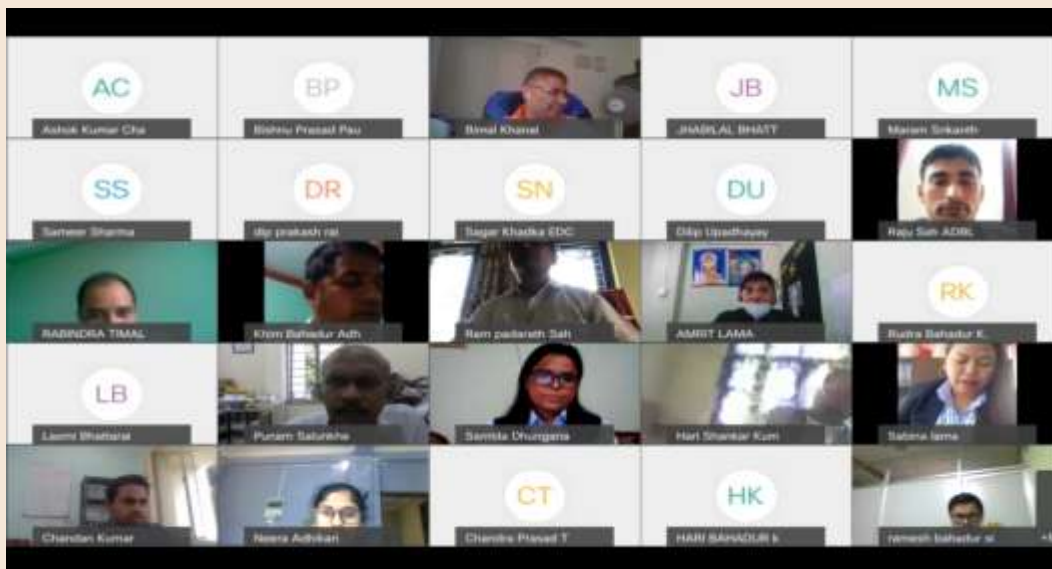 AC
Ashok Kumar Cha
BP
Bishnu Prasad Pau
Bimal Khanal
JB
JHABILAL BHATT
MS
Maram Srikanth
SS
Sameer Sharma
DR
dip prakash rai
SN
Sagar Khadka EDC
DU
Dilip Upadhayay
Raju Sah ADBL
RABINDRA TIMAL
Khim Bahadur Adh
Ram padarath Sah
AMRIT LAMA
RK
Rudra Bahadur K.
LB
Laxmi Bhattarai
Punam Salunkhe
Samista Dhungana
Hari Shankar Kum
Sabina lama
Chandan Kumar
Neera Adhikari
CT
Chandra Prasad T
HK
HARI BAHADUR k
ramesh bahadur si